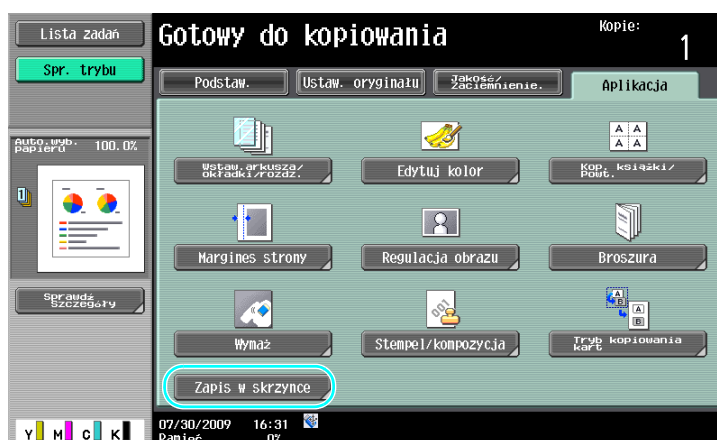 Lista zadań
Spr. trybu
Gotowy do kopiowania
Kopie:
1
Podstaw.
Ustaw. oryginału
Jakość/
zaciemnienie.
Aplikacja
Auto.wyb.
papieru
100.0%
1
Sprawdź
Szczegóły
Wstaw.arkusza/
okładki/rozdz.
Edytuj kolor
A A
A A
Kop. książki/
Powt.
Margines strony
Regulacja obrazu
Broszura
Wymaż
001
Stempel/kompozycja
A
B
A
B
Tryb kopiowania
kart
Zapis w skrzynce
Y M C K
07/30/2009 16:31
Pamięć 0%